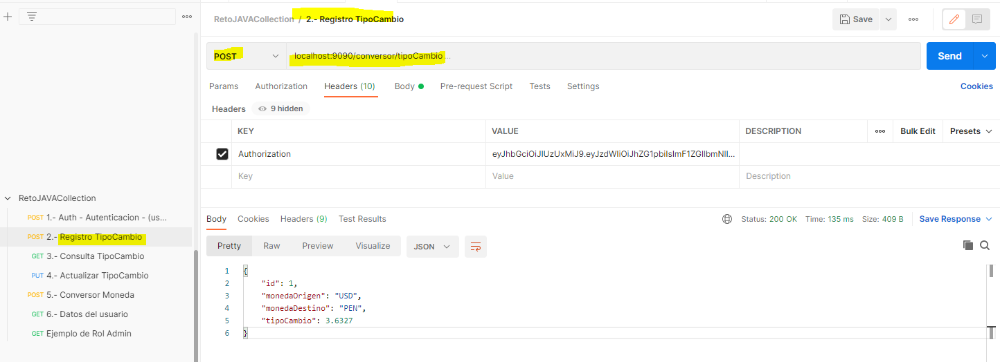 RetoJAVACollection / 2.- Registro TipoCambio
Save
POST
localhost:9090/conversor/tipoCambio ...
Send
Params Authorization Headers (10) Body Pre-request Script Tests Settings Cookies
Headers 9 hidden
KEY VALUE DESCRIPTION Bulk Edit Presets
Authorization eyJhbGciOiJIUzUxMiJ9.eyJzdWIiOiJhZG1pbiIsImF1ZGllbmNlI...
Key Value Description
RetoJAVACollection
POST 1.- Auth - Autenticacion - (us...
POST 2.- Registro TipoCambio
GET 3.- Consulta TipoCambio
PUT 4.- Actualizar TipoCambio
POST 5.- Conversor Moneda
GET 6.- Datos del usuario
GET Ejemplo de Rol Admin
Body Cookies Headers (9) Test Results Status: 200 OK Time: 135 ms Size: 409 B Save Response
Pretty Raw Preview Visualize JSON
1 {
2 "id": 1,
3 "monedaOrigen": "USD",
4 "monedaDestino": "PEN",
5 "tipoCambio": 3.6327
6 }